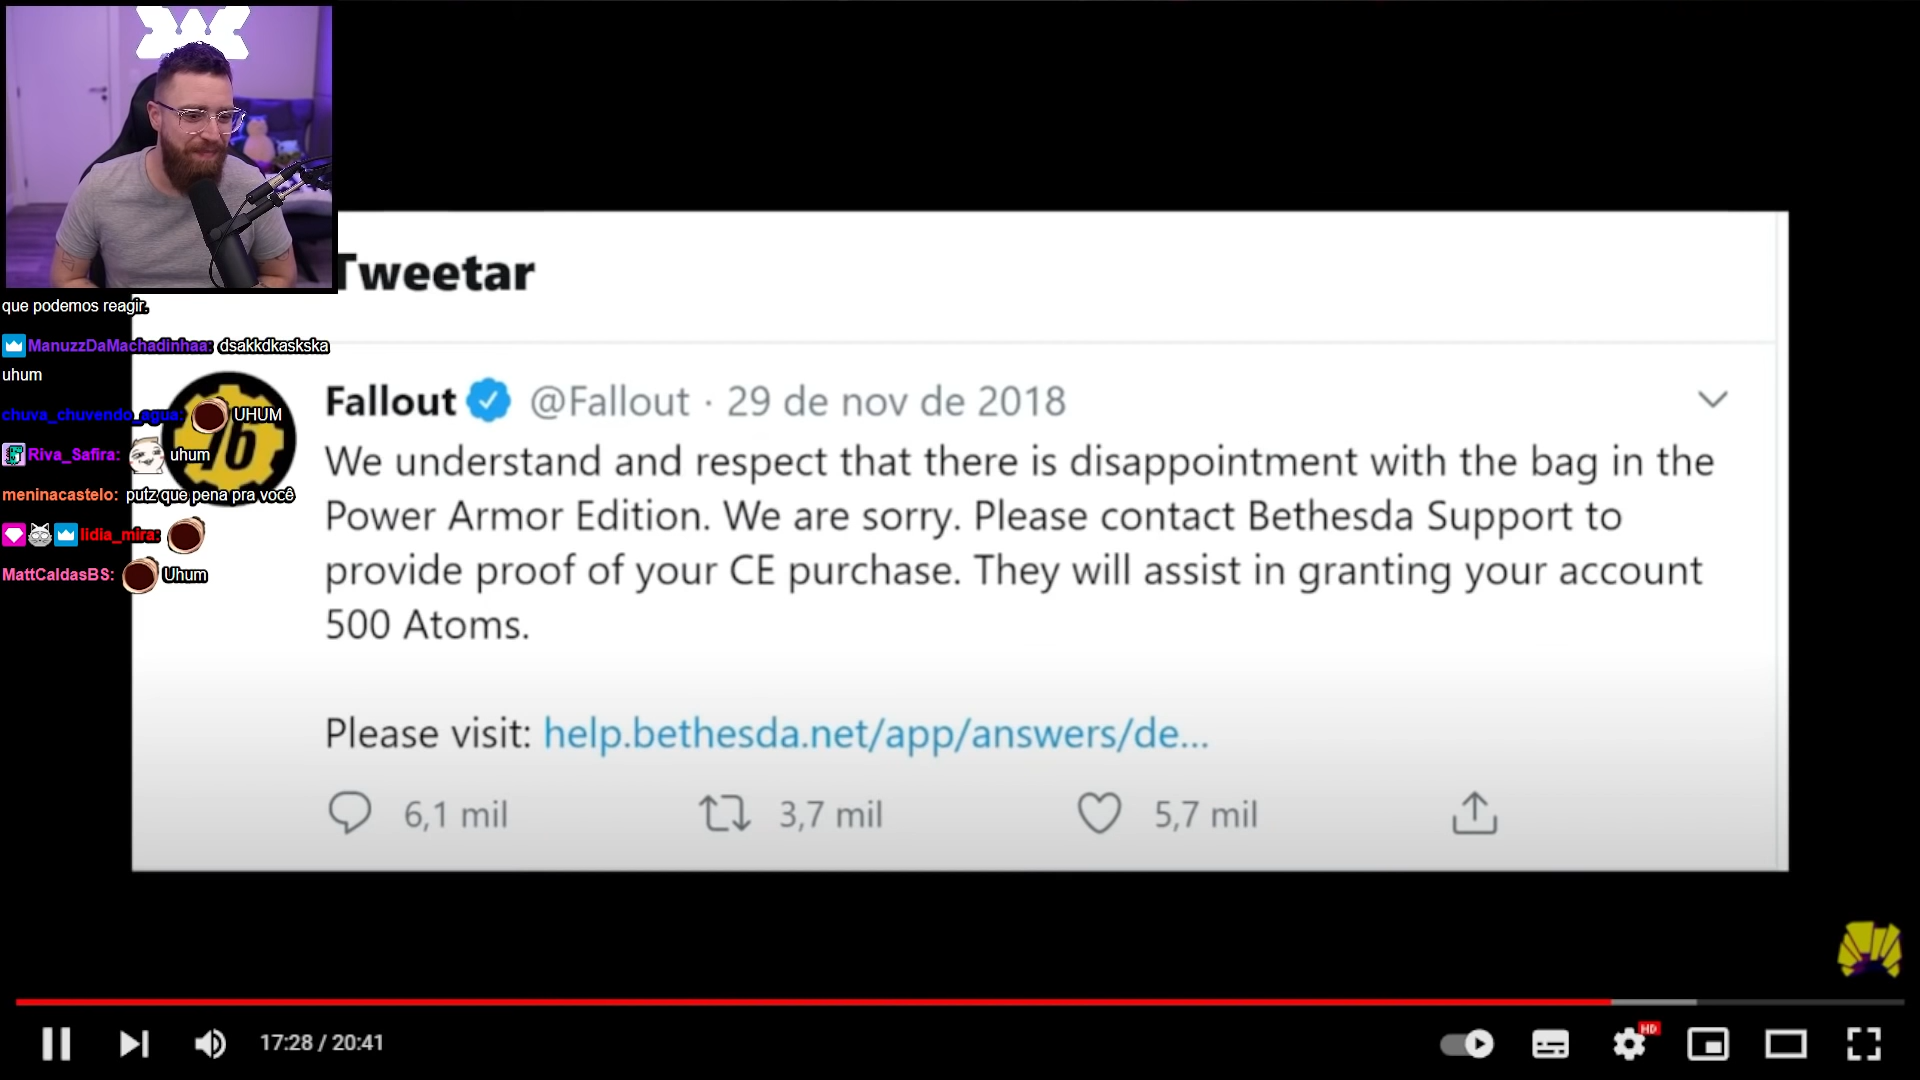 Tweetar
Fallout @Fallout · 29 de nov de 2018
We understand and respect that there is disappointment with the bag in the
Power Armor Edition. We are sorry. Please contact Bethesda Support to
provide proof of your CE purchase. They will assist in granting your account
500 Atoms.
Please visit: help.bethesda.net/app/answers/de...
6,1 mil 3,7 mil 5,7 mil
que podemos reagir.
ManuzzDaMachadinhaa: dsakkdkaskska
uhum
chuva_chuvendo_agua: UHUM
Riva_Safira: uhum
meninacastelo: putz que pena pra você
lidia_mira:
MattCaldasBS: Uhum
76
17:28 / 20:41
HD